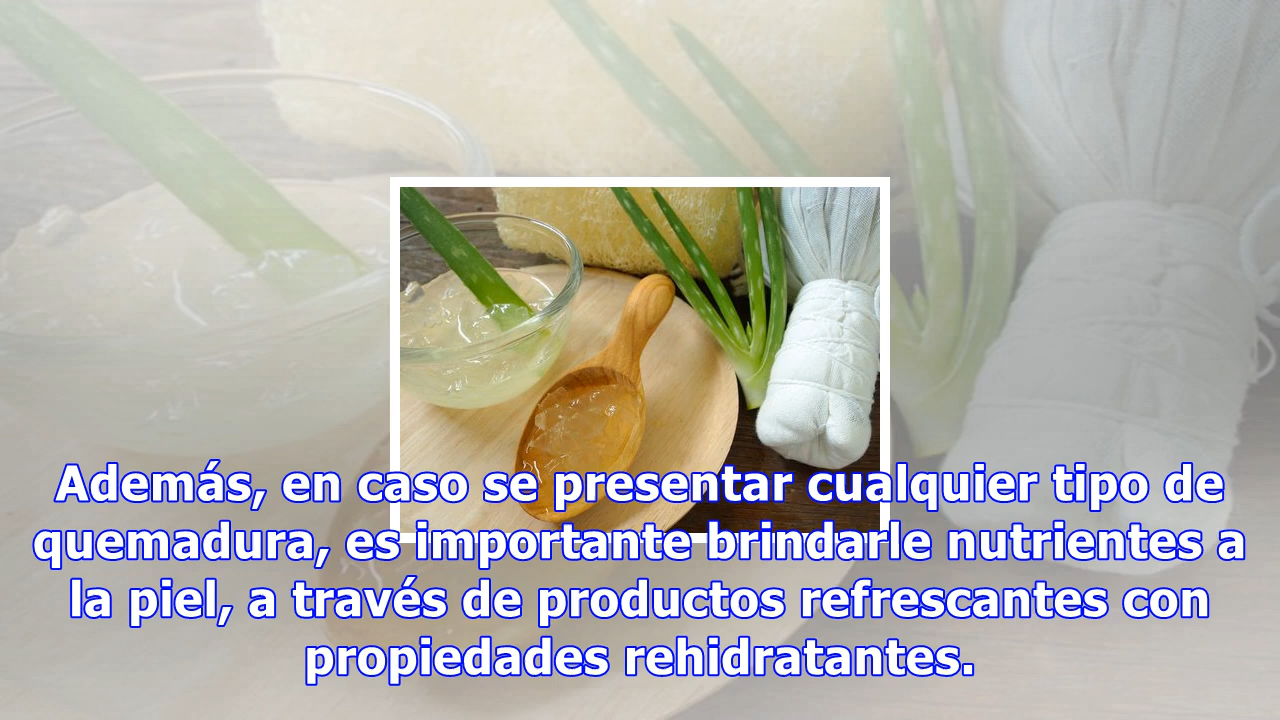 Además, en caso se presentar cualquier tipo de
quemadura, es importante brindarle nutrientes a
la piel, a través de productos refrescantes con
propiedades rehidratantes.